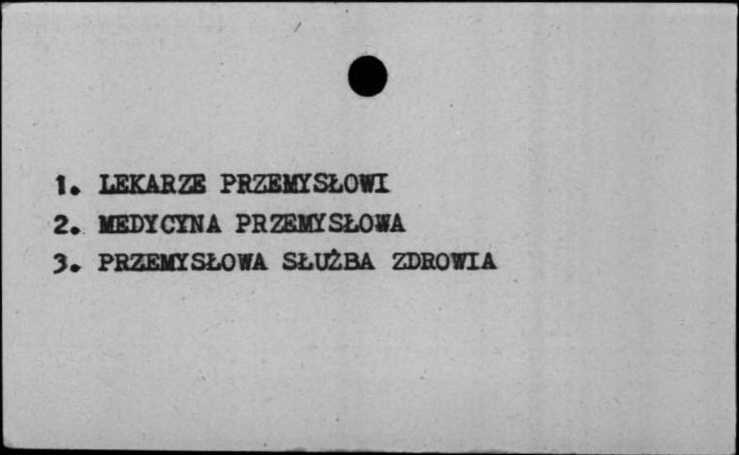 1. LEKARZE PRZEMYSŁOWI
2. MEDYCYNA PRZEMYSŁOWA
3. PRZEMYSŁOWA SŁUŻBA ZDROWIA